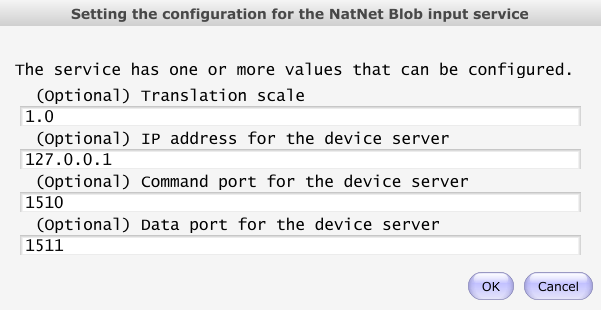 Setting the configuration for the NatNet Blob input service
The service has one or more values that can be configured.
(Optional) Translation scale
1.0
(Optional) IP address for the device server
127.0.0.1
(Optional) Command port for the device server
1510
(Optional) Data port for the device server
1511
OK Cancel